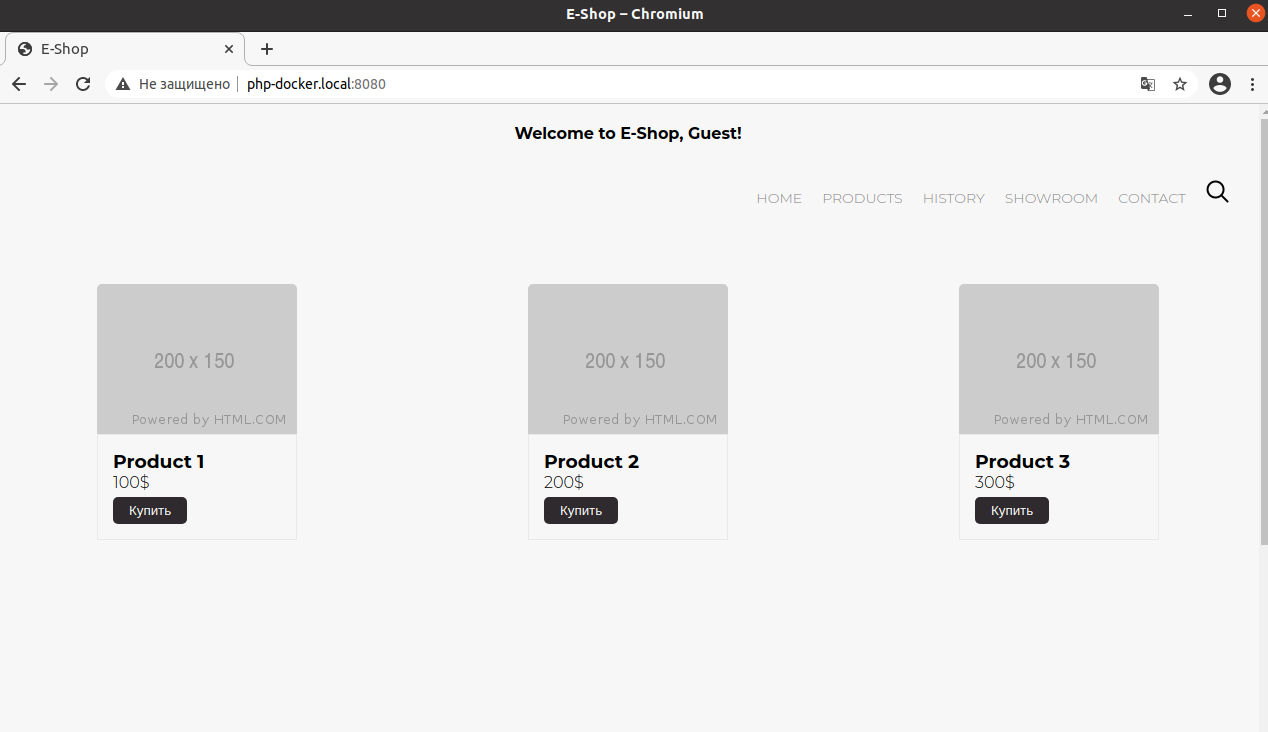 E-Shop – Chromium
E-Shop
Не защищено php-docker.local:8080
Welcome to E-Shop, Guest!
HOME PRODUCTS HISTORY SHOWROOM CONTACT
200 x 150 200 x 150 200 x 150
Powered by HTML.COM Powered by HTML.COM Powered by HTML.COM
Product 1 Product 2 Product 3
100$ 200$ 300$
Купить Купить Купить